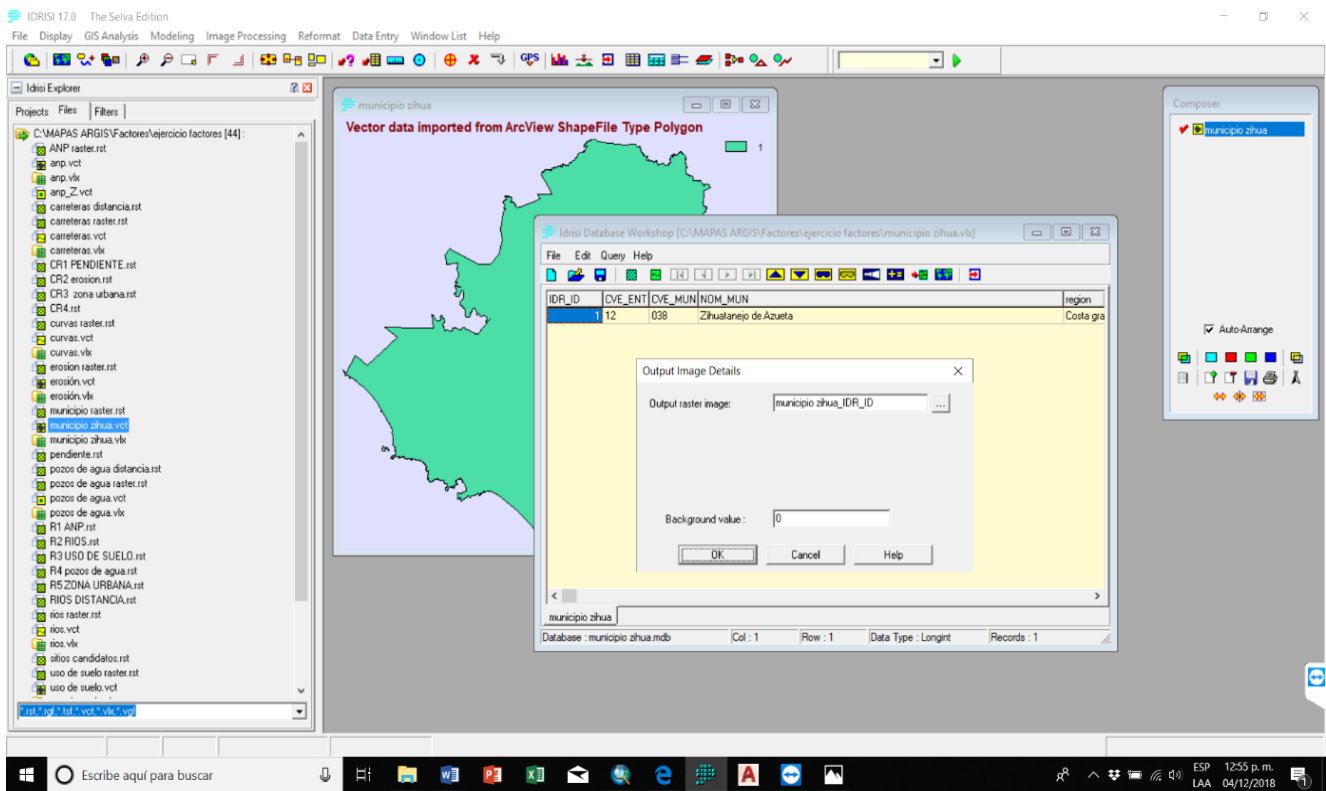 IDRISI 17.0 The Selva Edition
File Display GIS Analysis Modeling Image Processing Reformat Data Entry Window List Help
GPS
Idrisi Explorer
Projects Files Filters
C:\MAPAS ARGIS\Factores\ejercicio factores [44] :
ANP raster.rst
anp.vct
anp.vlx
anp_Z.vct
carreteras distancia.rst
carreteras raster.rst
carreteras.vct
carreteras.vlx
CR1 PENDIENTE.rst
CR2 erosion.rst
CR3 zona urbana.rst
CR4.rst
curvas raster.rst
curvas.vct
curvas.vlx
erosion raster.rst
erosión.vct
erosión.vlx
municipio raster.rst
municipio zihua.vct
municipio zihua.vlx
pendiente.rst
pozos de agua distancia.rst
pozos de agua raster.rst
pozos de agua.vct
pozos de agua.vlx
R1 ANP.rst
R2 RIOS.rst
R3 USO DE SUELO.rst
R4 pozos de agua.rst
R5 ZONA URBANA.rst
RIOS DISTANCIA.rst
rios raster.rst
rios.vct
rios.vlx
sitios candidatos.rst
uso de suelo raster.rst
uso de suelo.vct
*.rst,*.rgf,*.tsf,*.vct,*.vlx,*.vgf
municipio zihua
Vector data imported from ArcView ShapeFile Type Polygon
1
Idrisi Database Workshop [C:\MAPAS ARGIS\Factores\ejercicio factores\municipio zihua.vlx]
File Edit Query Help
IDR_ID CVE_ENT CVE_MUN NOM_MUN region
1 12 038 Zihuatanejo de Azueta Costa gra
Output Image Details
Output raster image: municipio zihua_IDR_ID ...
Background value : 0
OK Cancel Help
municipio zihua
Database : municipio zihua.mdb Col : 1 Row : 1 Data Type : Longint Records : 1
Composer
municipio zihua
Auto-Arrange
Escribe aquí para buscar
ESP 12:55 p. m.
LAA 04/12/2018
1